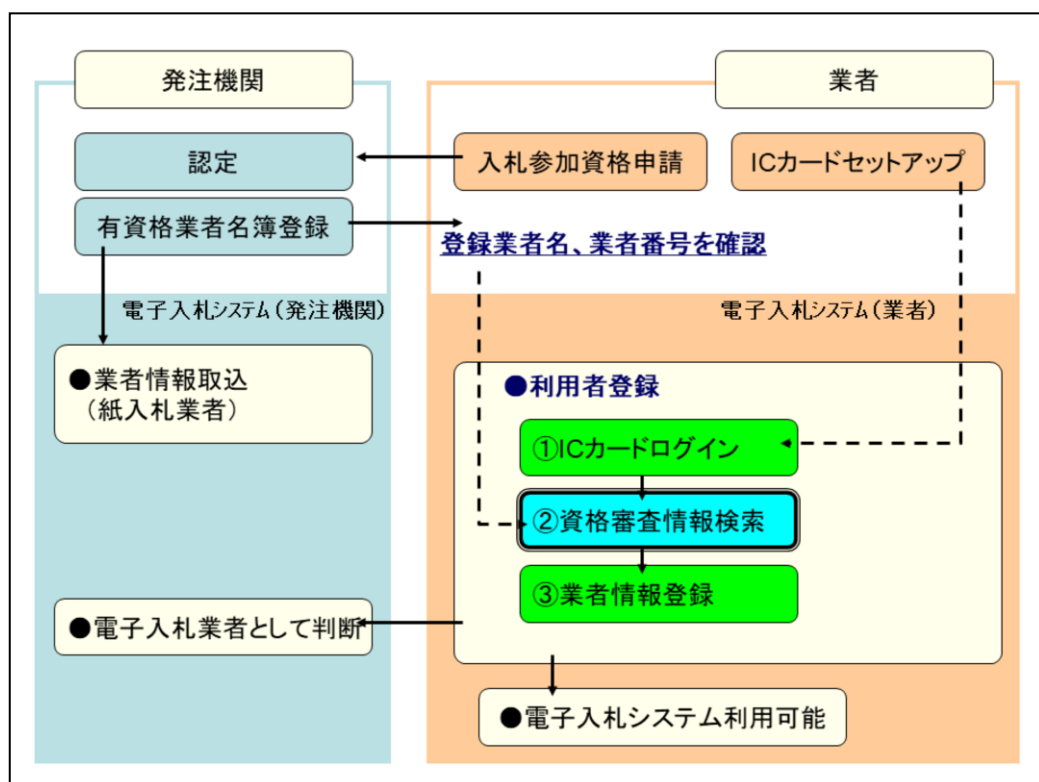 発注機関
業者
認定
入札参加資格申請
ICカードセットアップ
有資格業者名簿登録
登録業者名、業者番号を確認
電子入札システム(発注機関)
電子入札システム(業者)
●業者情報取込
(紙入札業者)
●利用者登録
①ICカードログイン
②資格審査情報検索
③業者情報登録
●電子入札業者として判断
●電子入札システム利用可能